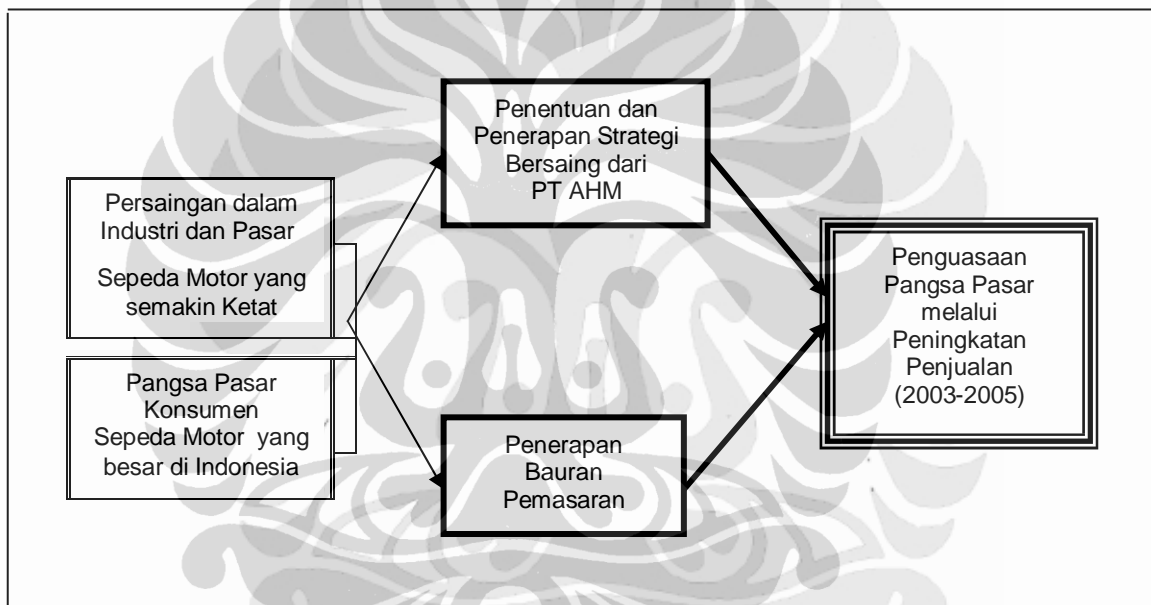 Persaingan dalam
Industri dan Pasar
Sepeda Motor yang
semakin Ketat
Pangsa Pasar
Konsumen
Sepeda Motor yang
besar di Indonesia
Penentuan dan
Penerapan Strategi
Bersaing dari
PT AHM
Penerapan
Bauran
Pemasaran
Penguasaan
Pangsa Pasar
melalui
Peningkatan
Penjualan
(2003-2005)